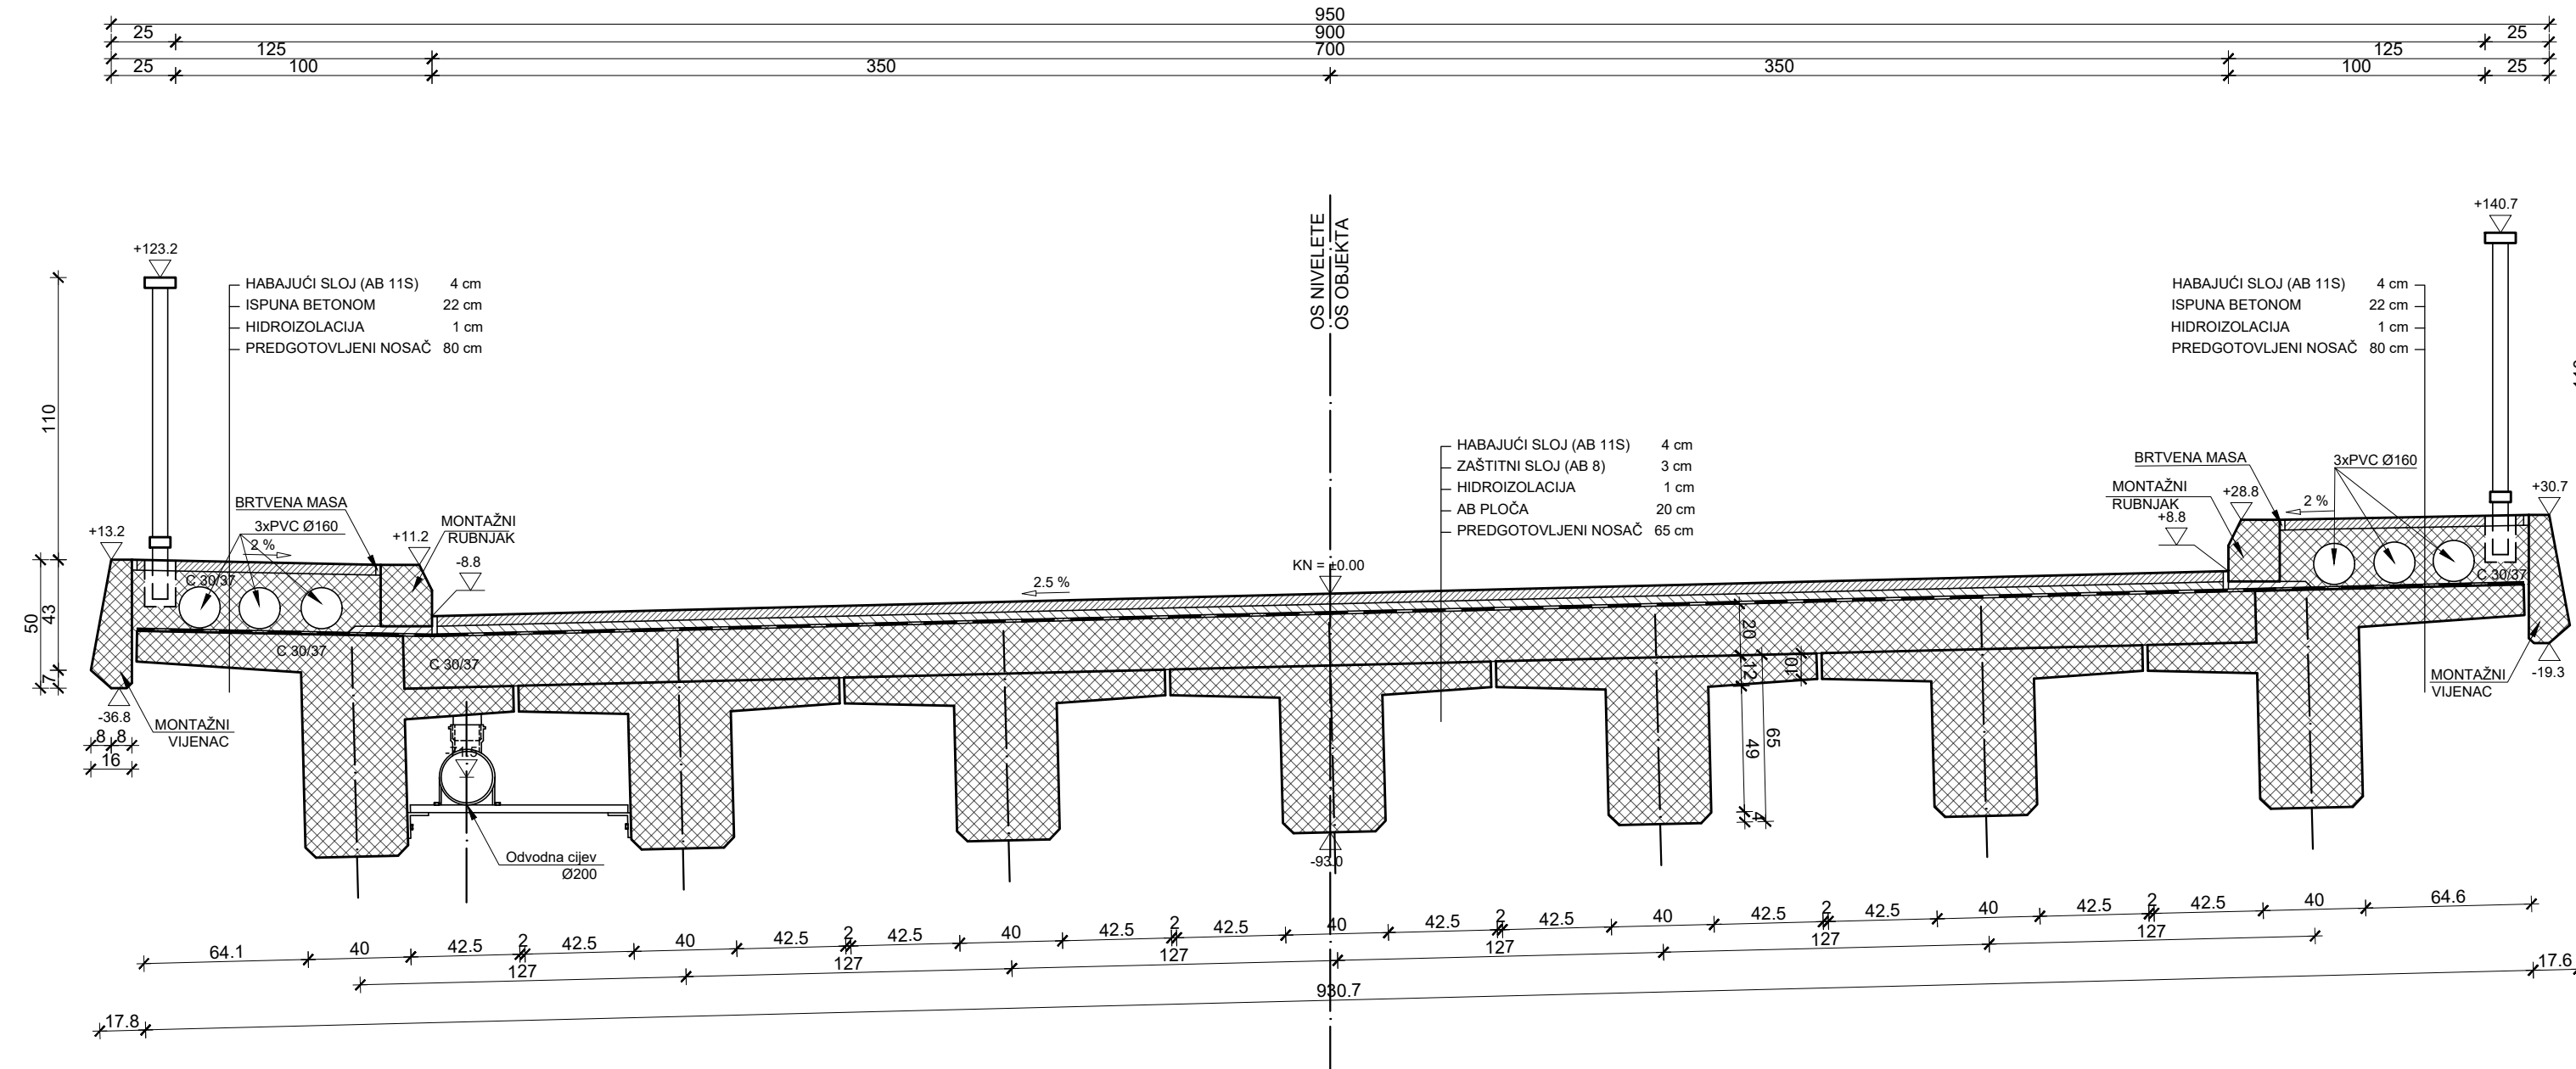 950
25
900
25
125
700
125
25
100
350
350
100
25
OS NIVELETE
OS OBJEKTA
+123.2
+140.7
HABAJUĆI SLOJ (AB 11S) 4 cm
ISPUNA BETONOM 22 cm
HIDROIZOLACIJA 1 cm
PREDGOTOVLJENI NOSAČ 80 cm
HABAJUĆI SLOJ (AB 11S) 4 cm
ISPUNA BETONOM 22 cm
HIDROIZOLACIJA 1 cm
PREDGOTOVLJENI NOSAČ 80 cm
HABAJUĆI SLOJ (AB 11S) 4 cm
ZAŠTITNI SLOJ (AB 8) 3 cm
HIDROIZOLACIJA 1 cm
AB PLOČA 20 cm
PREDGOTOVLJENI NOSAČ 65 cm
110
BRTVENA MASA
3xPVC Ø160
2 %
+13.2
+11.2
MONTAŽNI
RUBNJAK
-8.8
C 30/37
C 30/37
C 30/37
50
43
7
-36.8
8
8
16
MONTAŽNI
VIJENAC
-71.5
Odvodna cijev
Ø200
2.5 %
KN = ±0.00
-93.0
20
12
10
49
65
4
BRTVENA MASA
MONTAŽNI
RUBNJAK
+28.8
+8.8
2 %
3xPVC Ø160
+30.7
C 30/37
MONTAŽNI
VIJENAC
-19.3
64.1
40
42.5
2
42.5
40
42.5
2
42.5
40
42.5
2
42.5
40
42.5
2
42.5
40
42.5
2
42.5
40
42.5
2
42.5
40
64.6
127
127
127
127
127
127
17.8
930.7
17.6